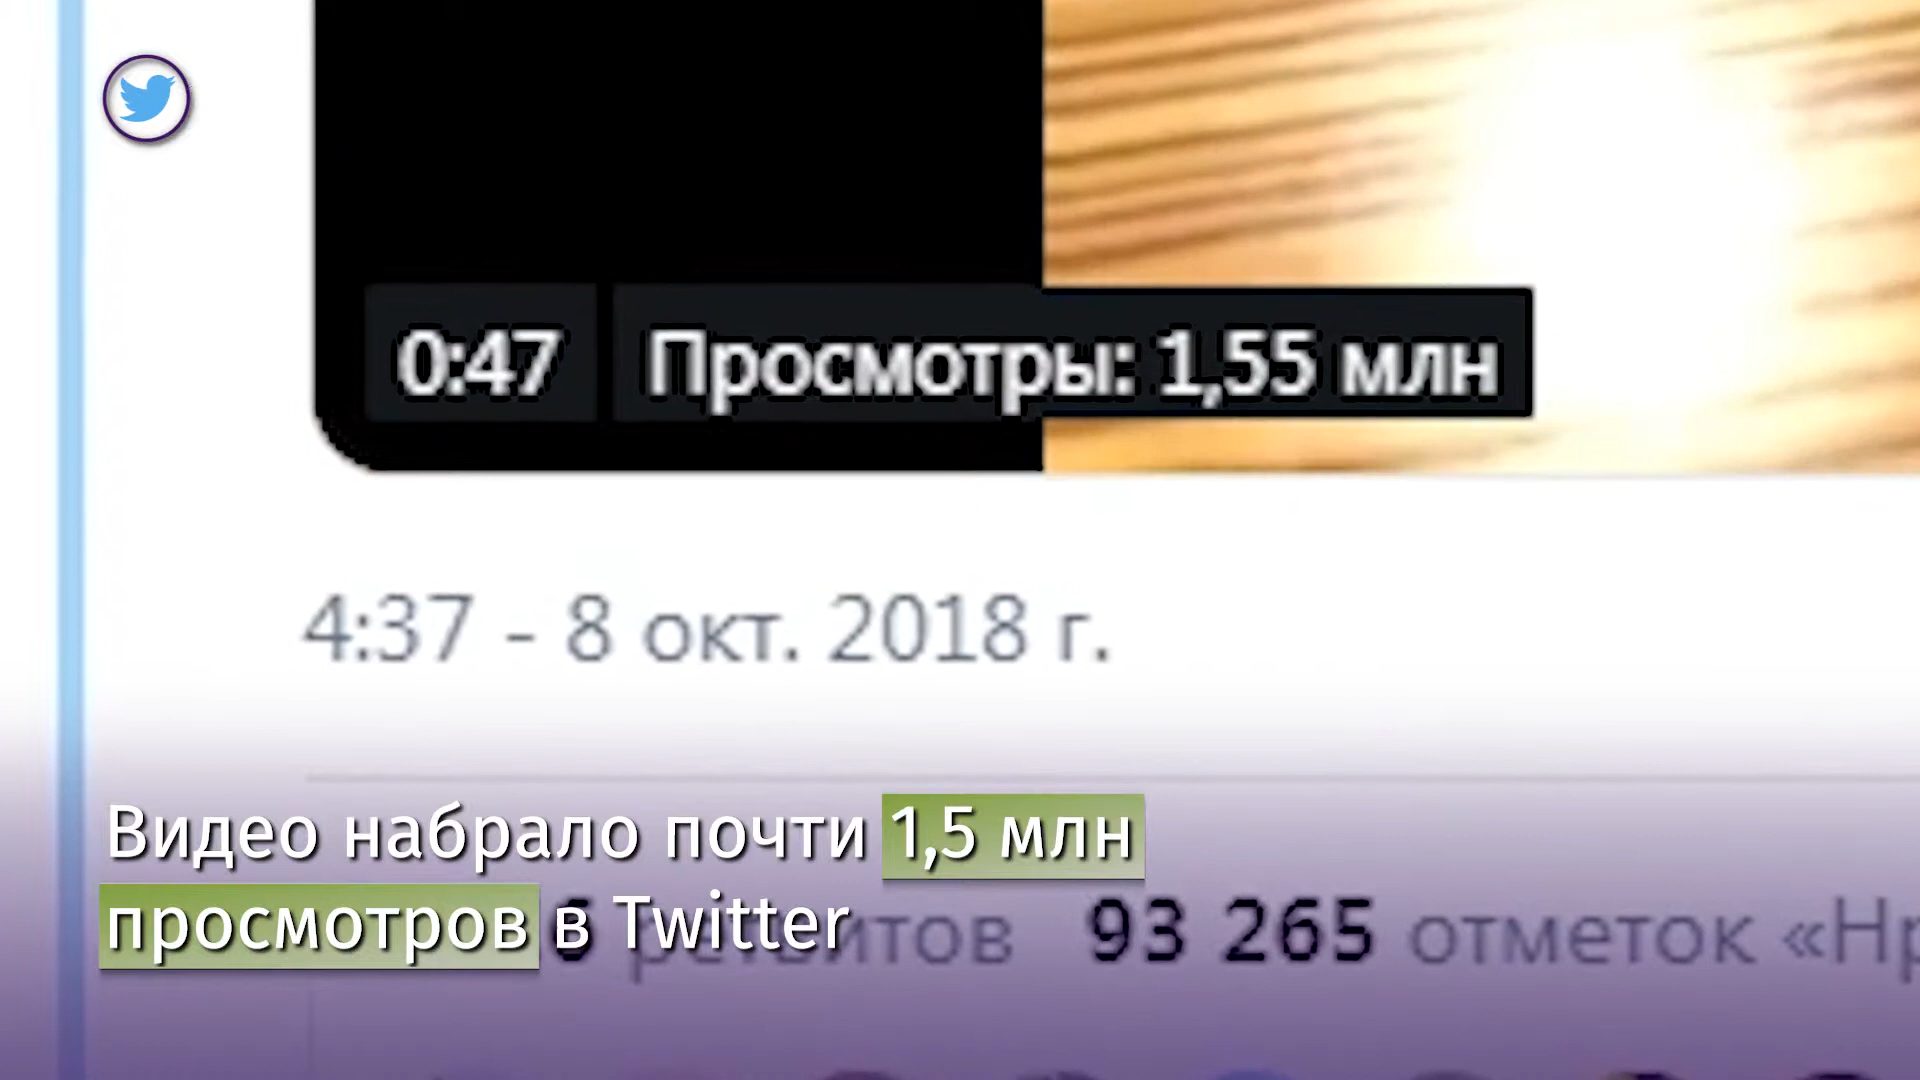 0:47 Просмотры: 1,55 млн
4:37 - 8 окт. 2018 г.
Видео набрало почти 1,5 млн
просмотров в Twitter
93 265 отметок